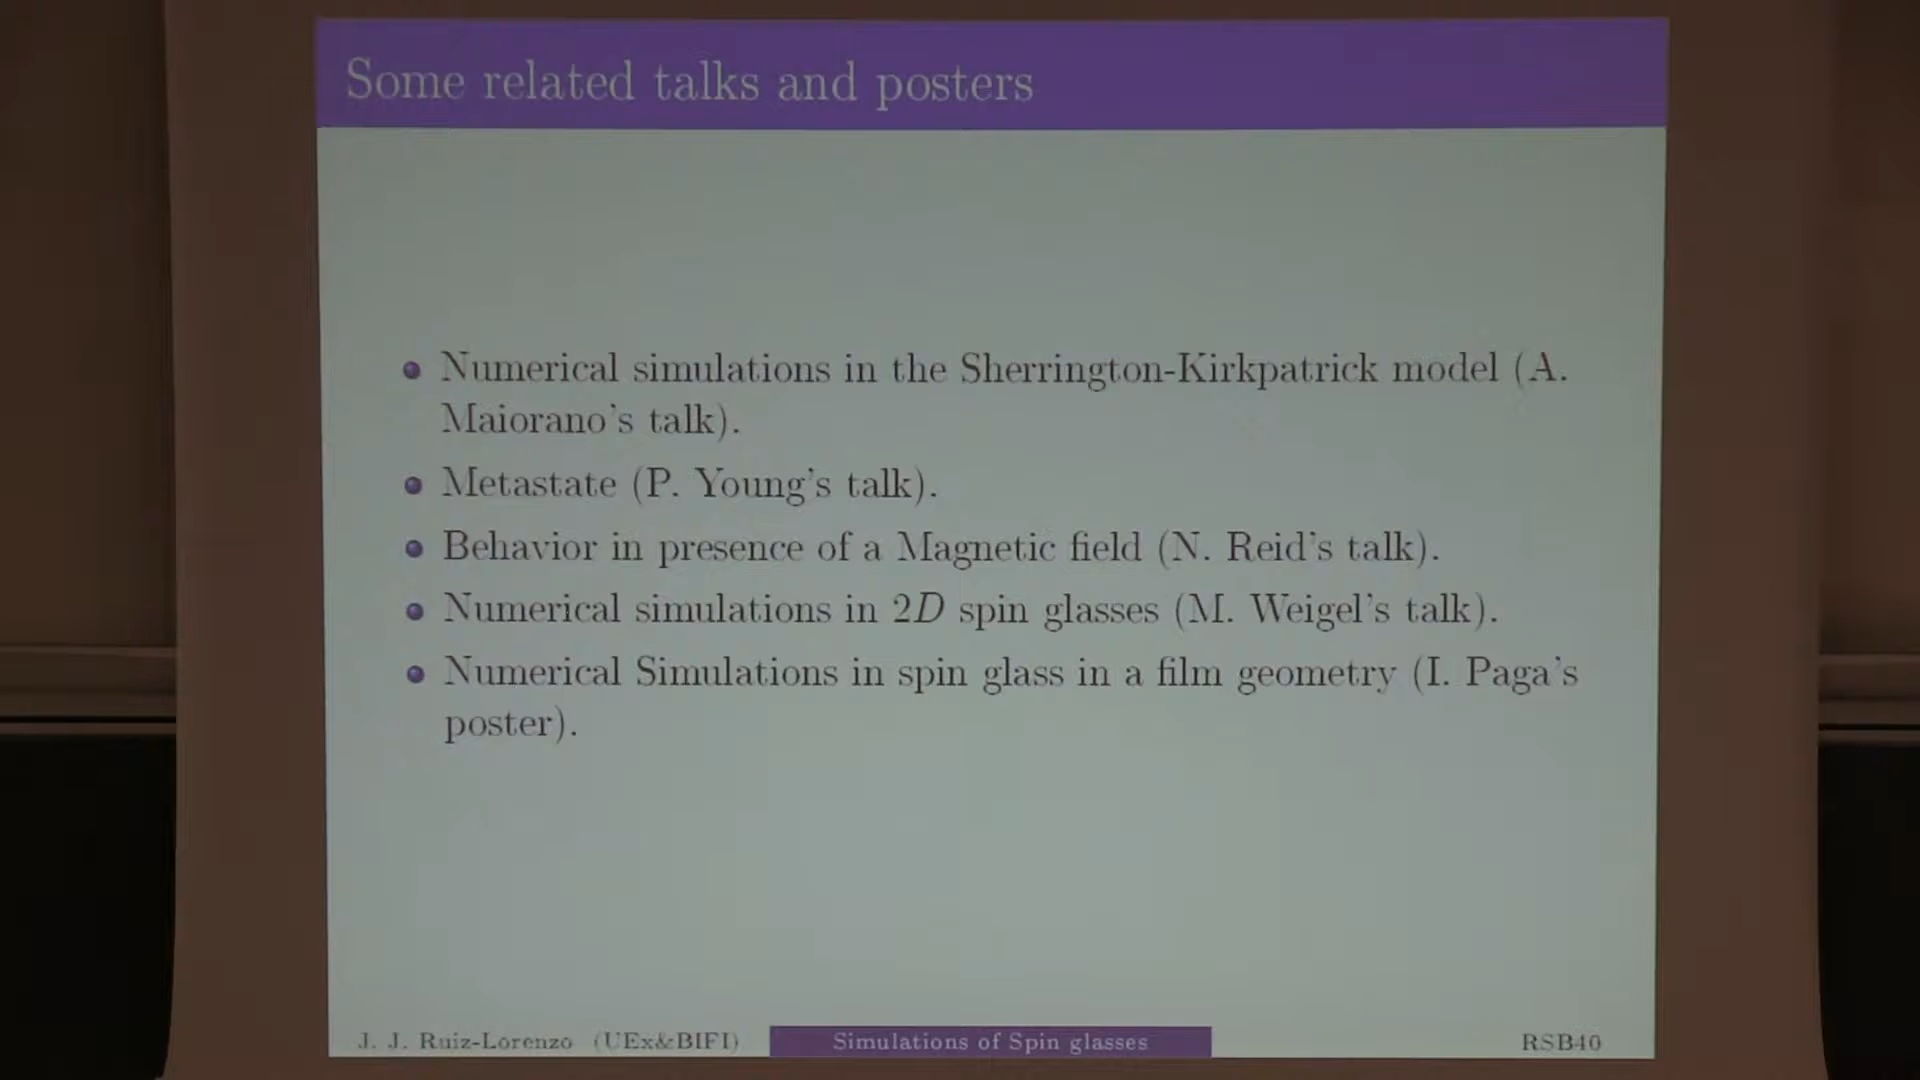 Some related talks and posters
Numerical simulations in the Sherrington-Kirkpatrick model (A.
Maiorano's talk).
Metastate (P. Young's talk).
Behavior in presence of a Magnetic field (N. Reid's talk).
Numerical simulations in 2D spin glasses (M. Weigel's talk).
Numerical Simulations in spin glass in a film geometry (I. Paga's
poster).
J. J. Ruiz-Lorenzo (UEx&BIFI) Simulations of Spin glasses RSB40